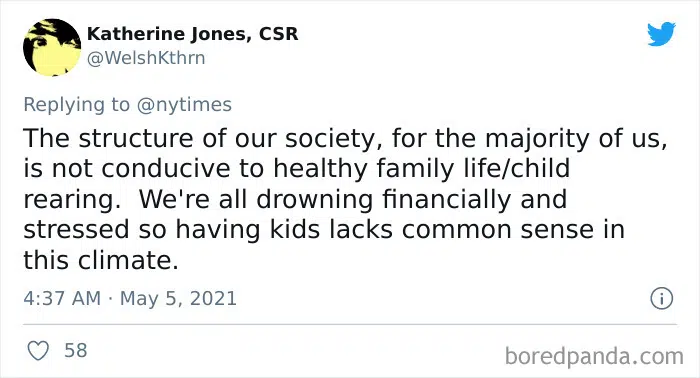 Katherine Jones, CSR
@WelshKthrn
Replying to @nytimes
The structure of our society, for the majority of us,
is not conducive to healthy family life/child
rearing.  We're all drowning financially and
stressed so having kids lacks common sense in
this climate.
4:37 AM · May 5, 2021
58
boredpanda.com